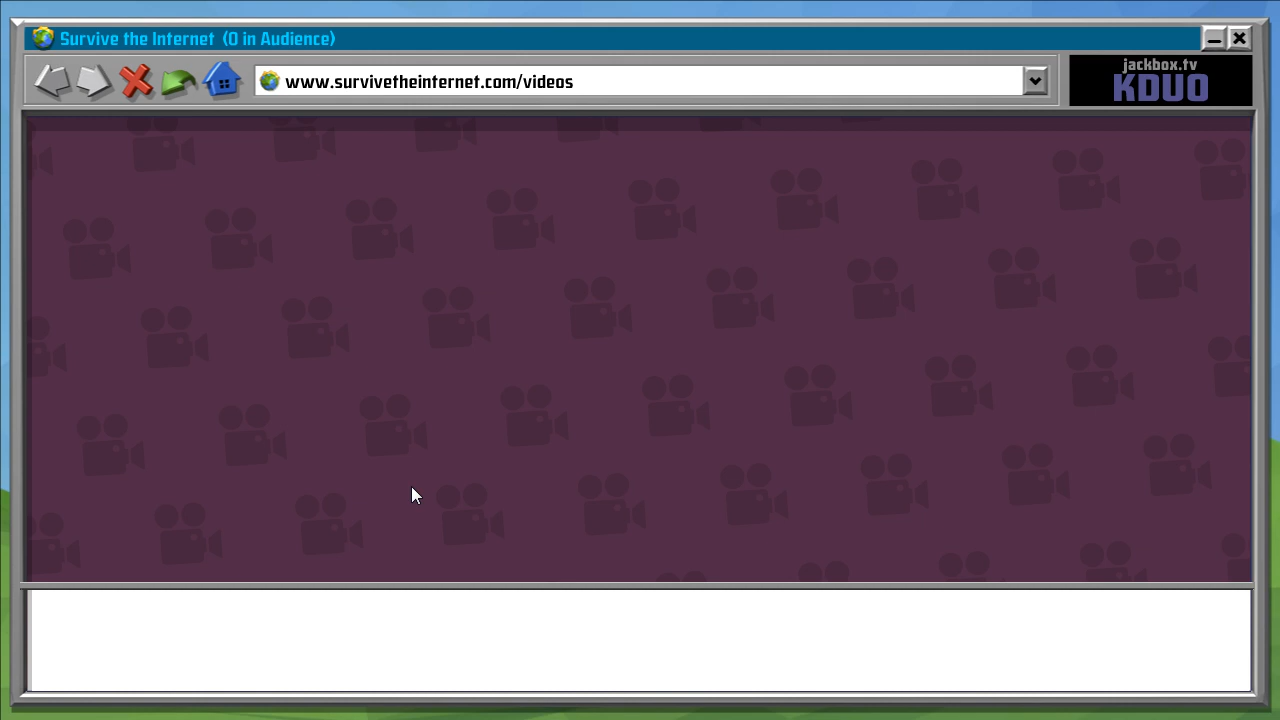 Survive the Internet (0 in Audience)
www.survivetheinternet.com/videos
jackbox.tv
KDUO